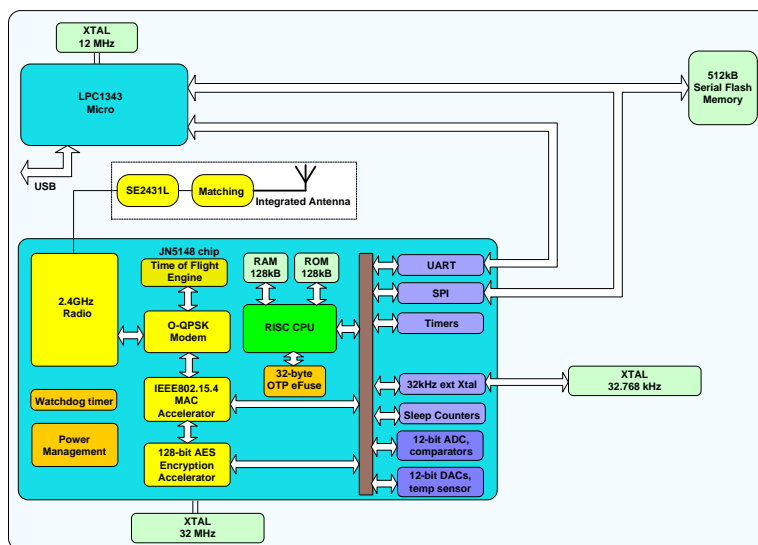 XTAL
12 MHz
LPC1343
Micro
512kB
Serial Flash
Memory
USB
SE2431L
Matching
Integrated Antenna
JN5148 chip
Time of Flight
Engine
RAM
128kB
ROM
128kB
UART
2.4GHz
Radio
SPI
O-QPSK
Modem
RISC CPU
Timers
32-byte
OTP eFuse
IEEE802.15.4
MAC
Accelerator
32kHz ext Xtal
XTAL
32.768 kHz
Watchdog timer
Sleep Counters
Power
Management
128-bit AES
Encryption
Accelerator
12-bit ADC,
comparators
12-bit DACs,
temp sensor
XTAL
32 MHz